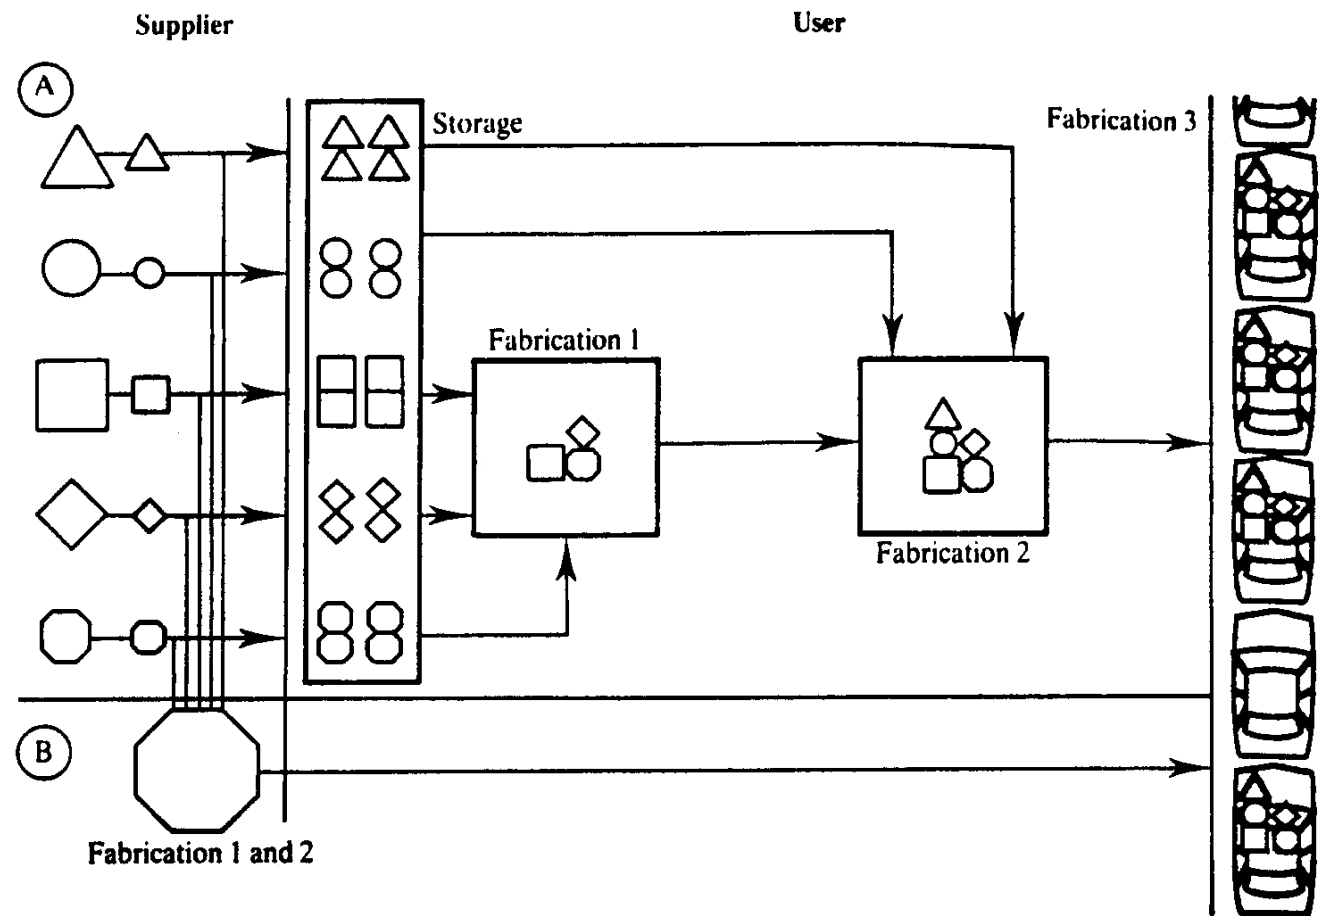 Supplier
User
A
Storage
Fabrication 3
Fabrication 1
Fabrication 2
B
Fabrication 1 and 2